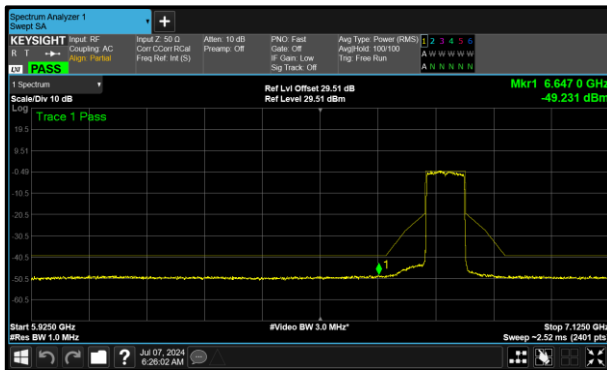 Spectrum Analyzer 1
Swept SA
KEYSIGHT
R T
PASS
Input: RF
Coupling: AC
Align: Partial
Input Z: 50 Ω
Corr CCorr RCal
Freq Ref: Int (S)
Atten: 10 dB
Preamp: Off
PNO: Fast
Gate: Off
IF Gain: Low
Sig Track: Off
Avg Type: Power (RMS)
Avg|Hold: 100/100
Trig: Free Run
1 2 3 4 5 6
A W W W W W
A N N N N N
1 Spectrum
Scale/Div 10 dB
Ref Lvl Offset 29.51 dB
Ref Level 29.51 dBm
Mkr1 6.647 0 GHz
-49.231 dBm
Log
Trace 1 Pass
19.5
9.51
-0.49
-10.5
-20.5
-30.5
-40.5
-50.5
-60.5
1
Start 5.9250 GHz
#Res BW 1.0 MHz
#Video BW 3.0 MHz*
Stop 7.1250 GHz
Sweep ~2.52 ms (2401 pts)
?
Jul 07, 2024
6:26:02 AM